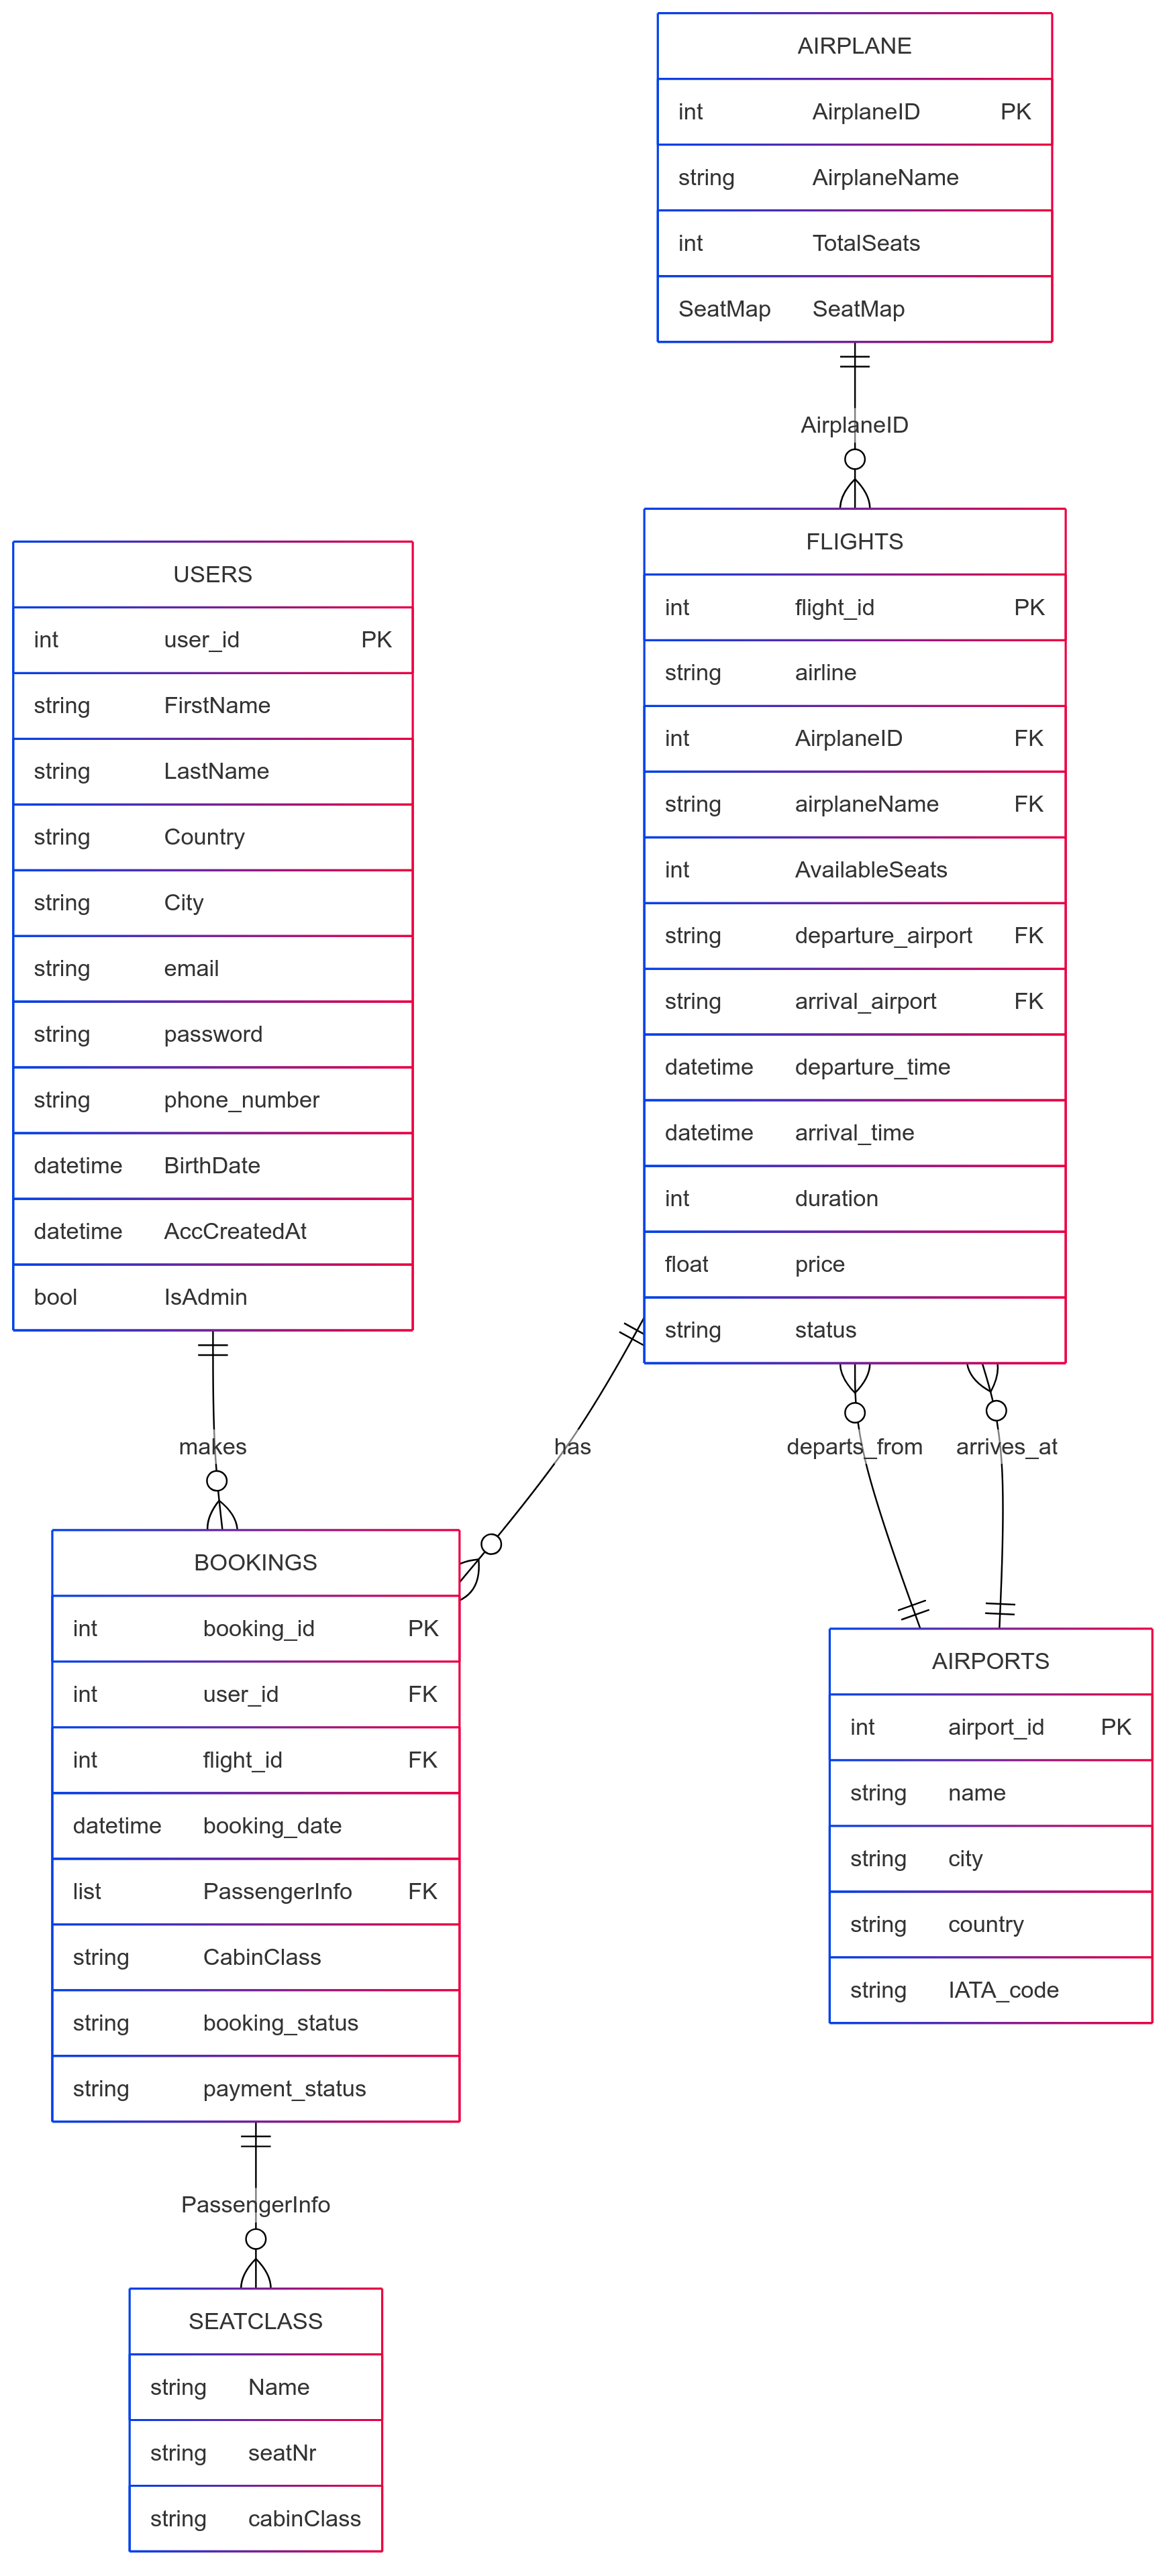 AIRPLANE
int AirplaneID PK
string AirplaneName
int TotalSeats
SeatMap SeatMap
AirplaneID
FLIGHTS
int flight_id PK
string airline
int AirplaneID FK
string airplaneName FK
int AvailableSeats
string departure_airport FK
string arrival_airport FK
datetime departure_time
datetime arrival_time
int duration
float price
string status
USERS
int user_id PK
string FirstName
string LastName
string Country
string City
string email
string password
string phone_number
datetime BirthDate
datetime AccCreatedAt
bool IsAdmin
makes
has
departs_from
arrives_at
BOOKINGS
int booking_id PK
int user_id FK
int flight_id FK
datetime booking_date
list PassengerInfo FK
string CabinClass
string booking_status
string payment_status
AIRPORTS
int airport_id PK
string name
string city
string country
string IATA_code
PassengerInfo
SEATCLASS
string Name
string seatNr
string cabinClass